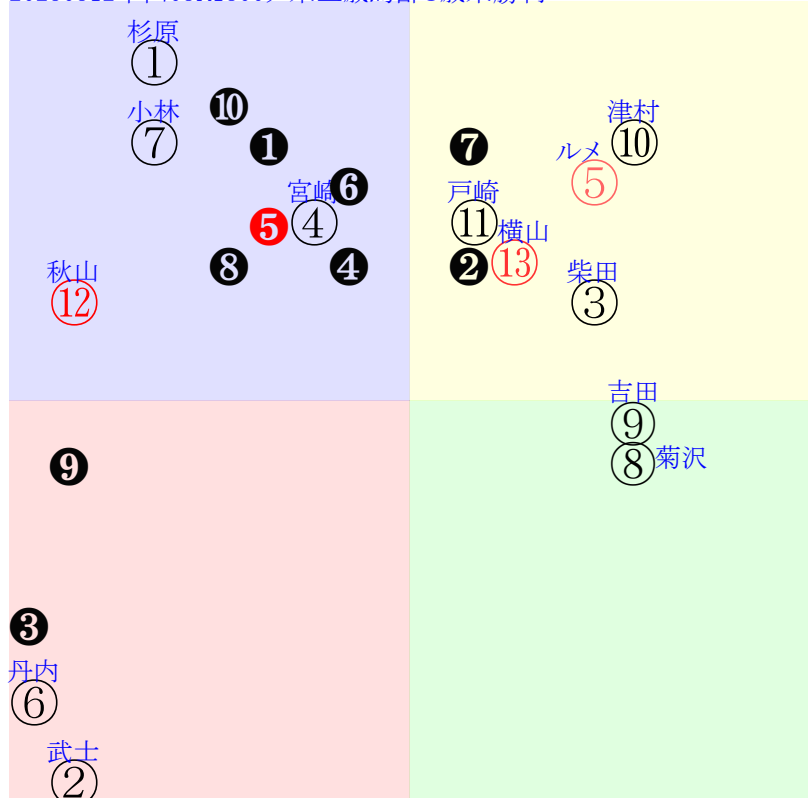 杉原
①
小林
⑦
❿
❶
❻
宮崎
④
❺
❽
❹
秋山
⑫
津村
⑩
ルメ
⑤
❼
戸崎
⑪
横山
⑬
❷
柴田
③
吉田
⑨
⑧菊沢
❾
❸
丹内
⑥
武士
②